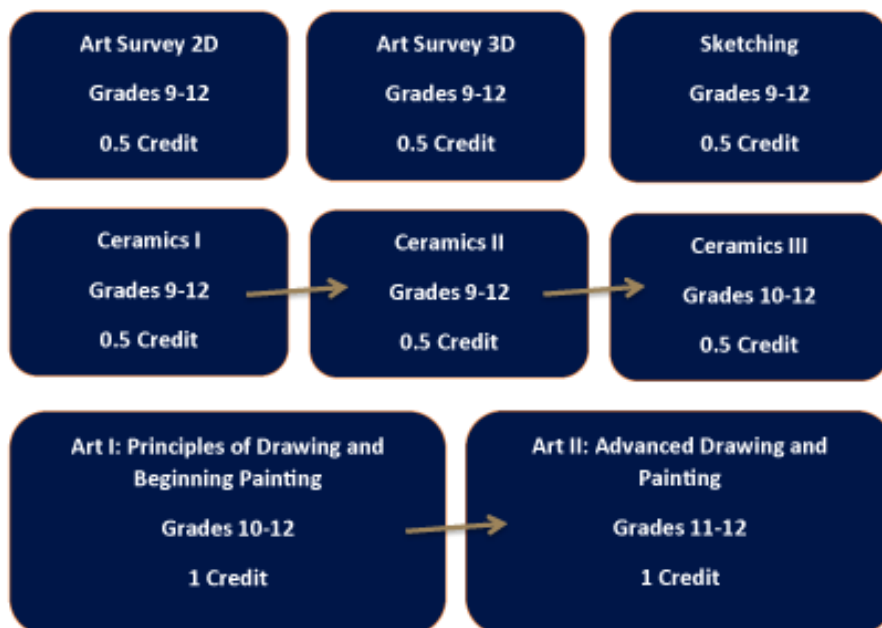 Art Survey 2D
Grades 9-12
0.5 Credit
Art Survey 3D
Grades 9-12
0.5 Credit
Sketching
Grades 9-12
0.5 Credit
Ceramics I
Grades 9-12
0.5 Credit
Ceramics II
Grades 9-12
0.5 Credit
Ceramics III
Grades 10-12
0.5 Credit
Art I: Principles of Drawing and
Beginning Painting
Grades 10-12
1 Credit
Art II: Advanced Drawing and
Painting
Grades 11-12
1 Credit